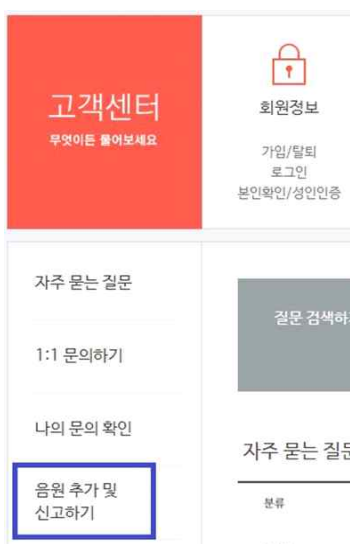 고객센터
무엇이든 물어보세요
회원정보
가입/탈퇴
로그인
본인확인/성인인증
자주 묻는 질문
1:1 문의하기
나의 문의 확인
음원 추가 및
신고하기
질문 검색하
자주 묻는 질문
분류